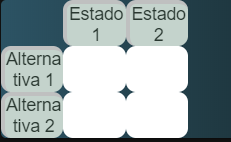 Estado Estado
1 2
Alterna
tiva 1
Alterna
tiva 2